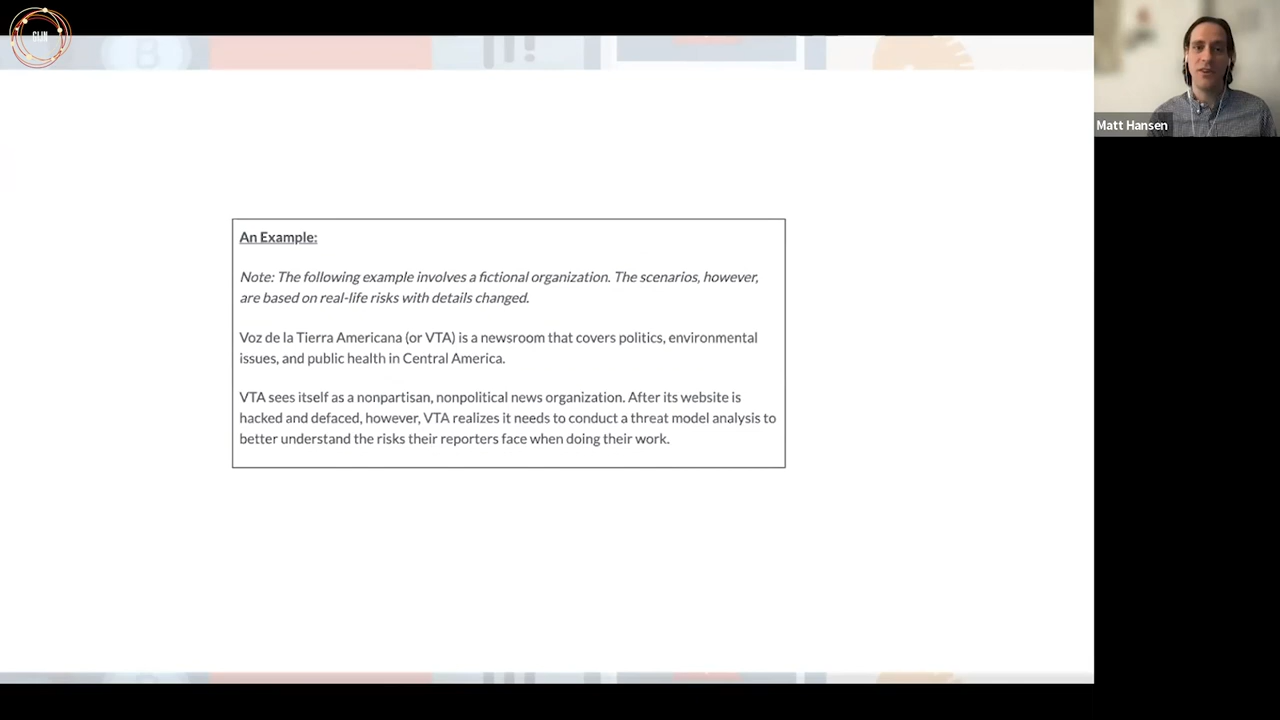 GIJN
An Example:
Note: The following example involves a fictional organization. The scenarios, however,
are based on real-life risks with details changed.
Voz de la Tierra Americana (or VTA) is a newsroom that covers politics, environmental
issues, and public health in Central America.
VTA sees itself as a nonpartisan, nonpolitical news organization. After its website is
hacked and defaced, however, VTA realizes it needs to conduct a threat model analysis to
better understand the risks their reporters face when doing their work.
Matt Hansen